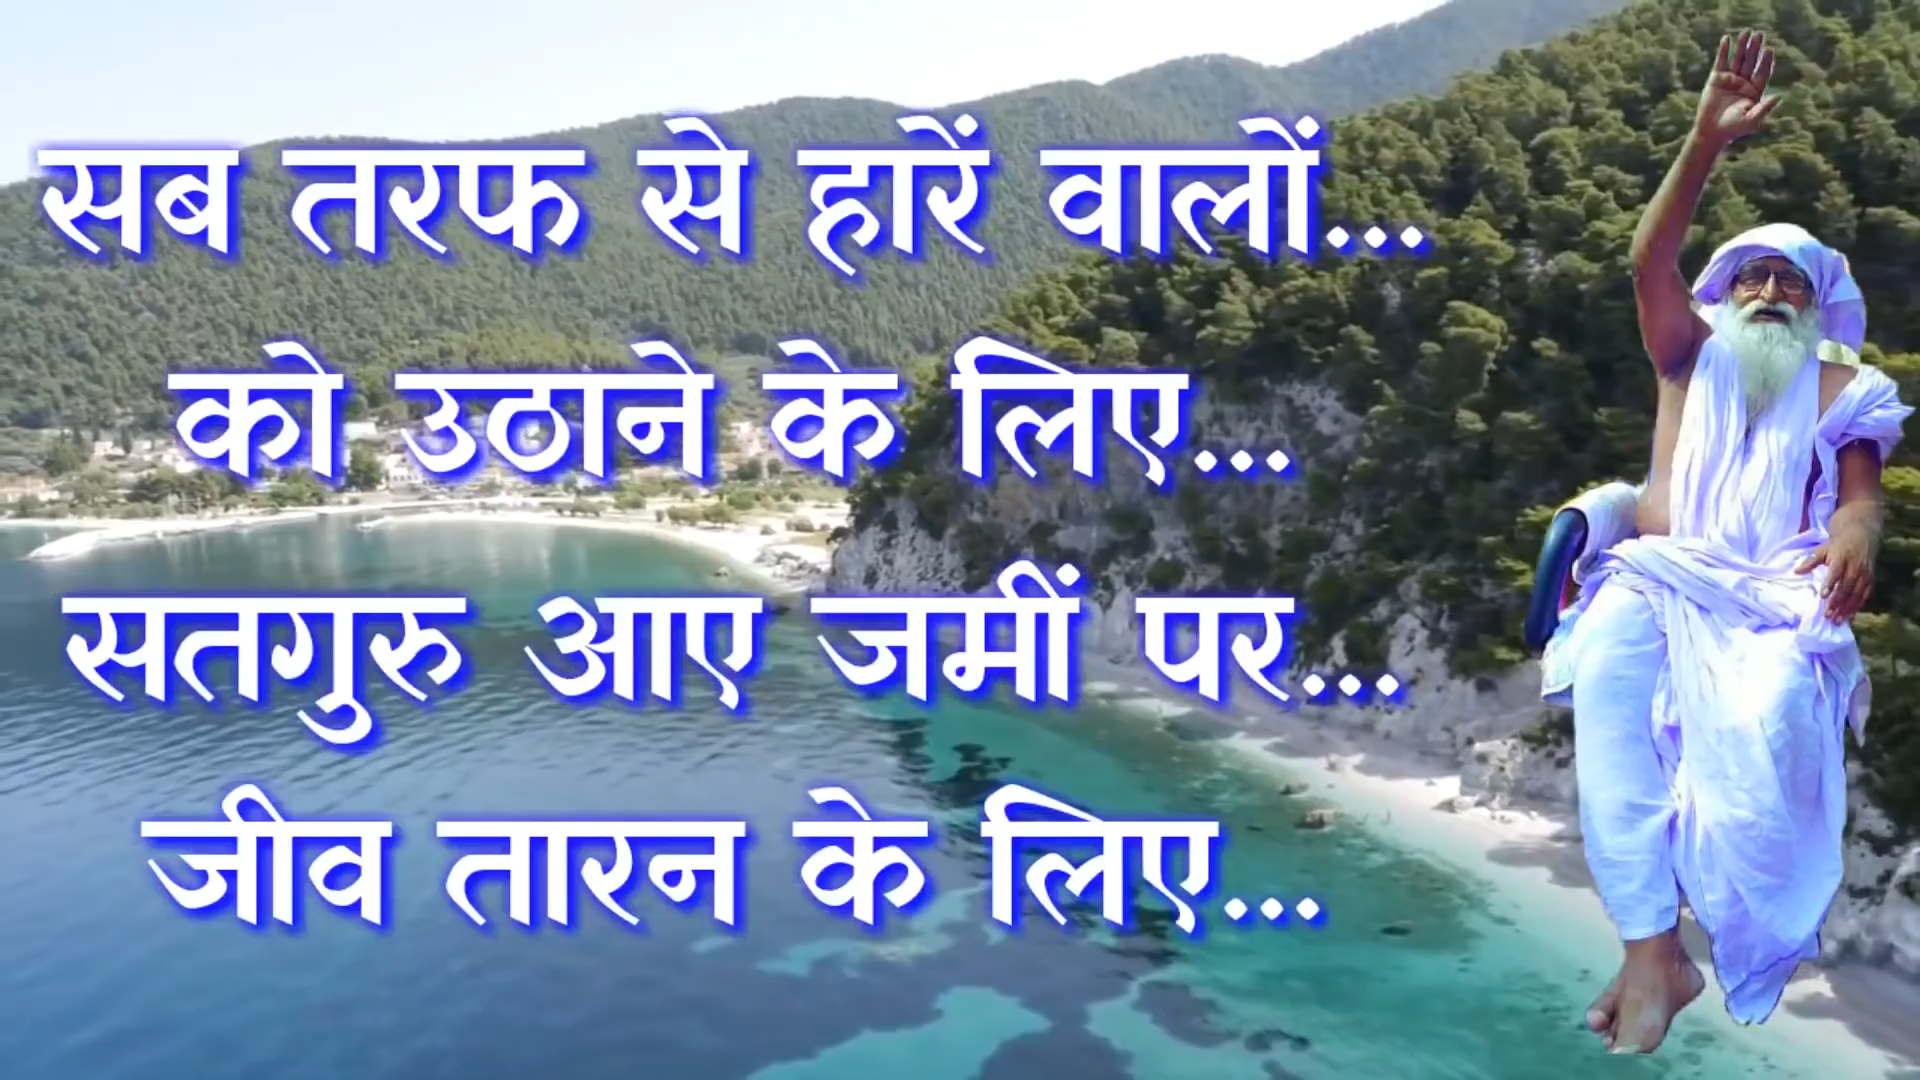 सब तरफ से हारें वालों...
को उठाने के लिए...
सतगुरु आए जमीं पर...
जीव तारन के लिए...